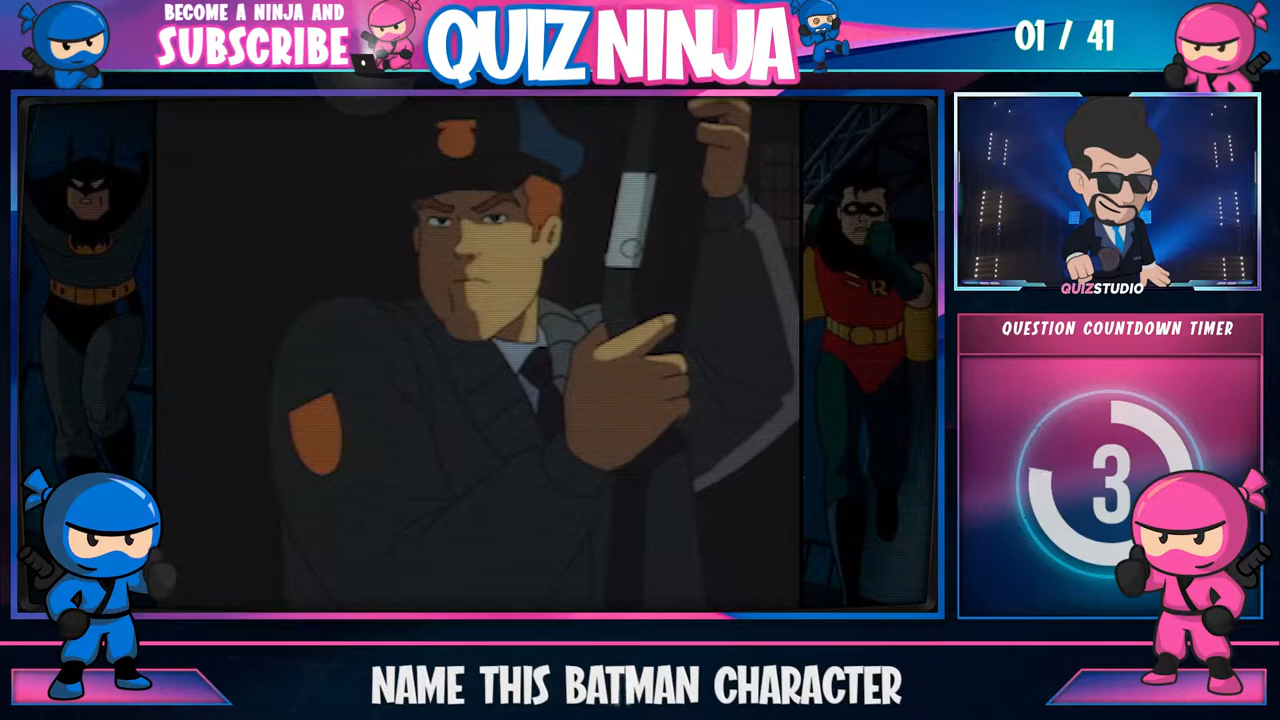 BECOME A NINJA AND
SUBSCRIBE
QUIZ NINJA
01 / 41
R
QUIZSTUDIO
QUESTION COUNTDOWN TIMER
3
NAME THIS BATMAN CHARACTER